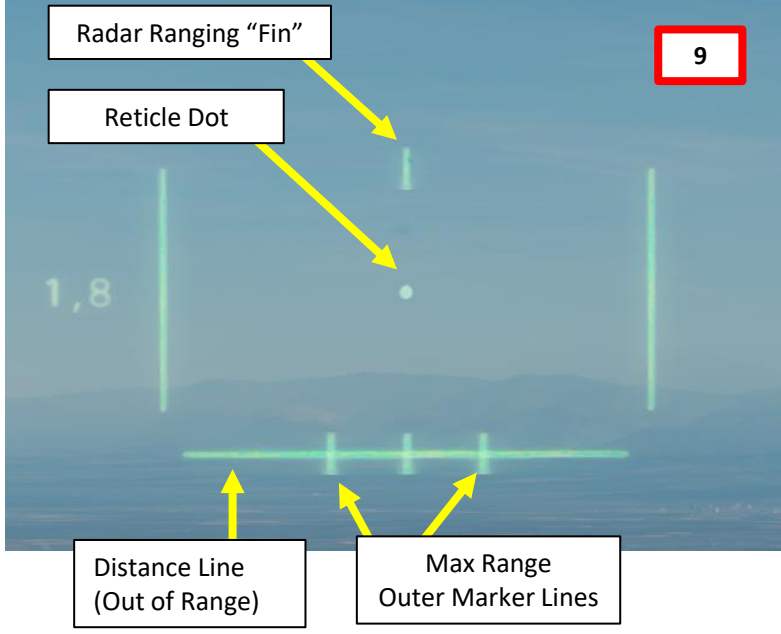 Radar Ranging “Fin”
9
Reticle Dot
1,8
Distance Line
(Out of Range)
Max Range
Outer Marker Lines